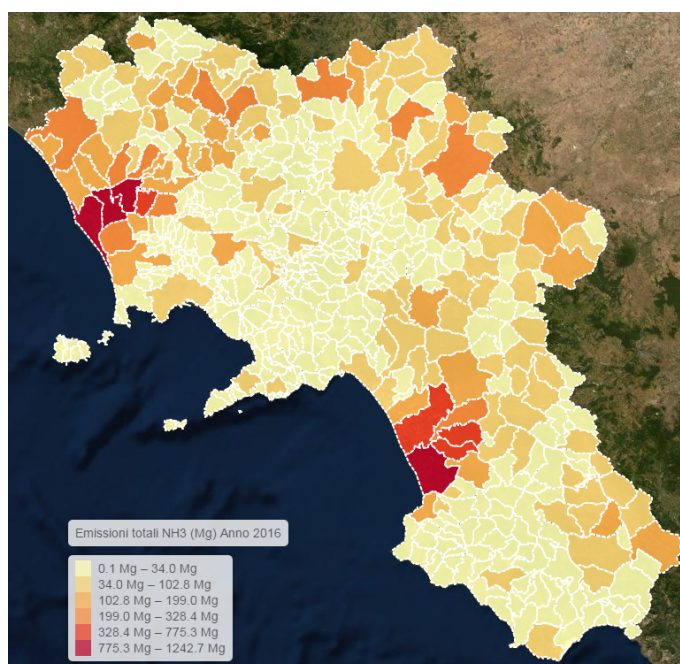 Emissioni totali NH3 (Mg) Anno 2016
0.1 Mg – 34.0 Mg
34.0 Mg – 102.8 Mg
102.8 Mg – 199.0 Mg
199.0 Mg – 328.4 Mg
328.4 Mg – 775.3 Mg
775.3 Mg – 1242.7 Mg